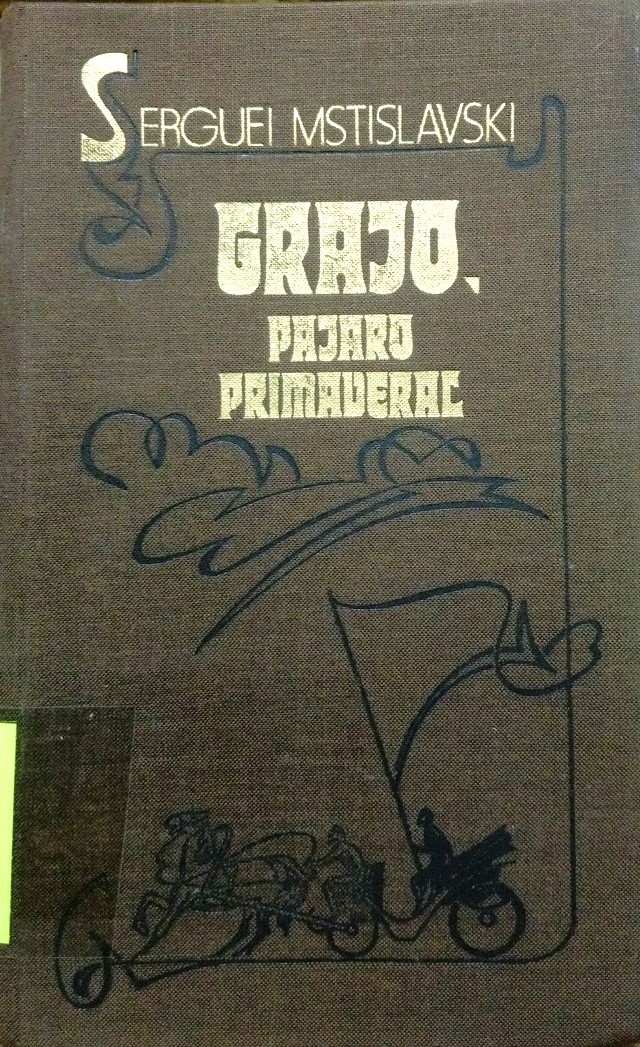 SERGUEI MSTISLAVSKI
GRAJO,
PAJARO
PRIMAVERAL